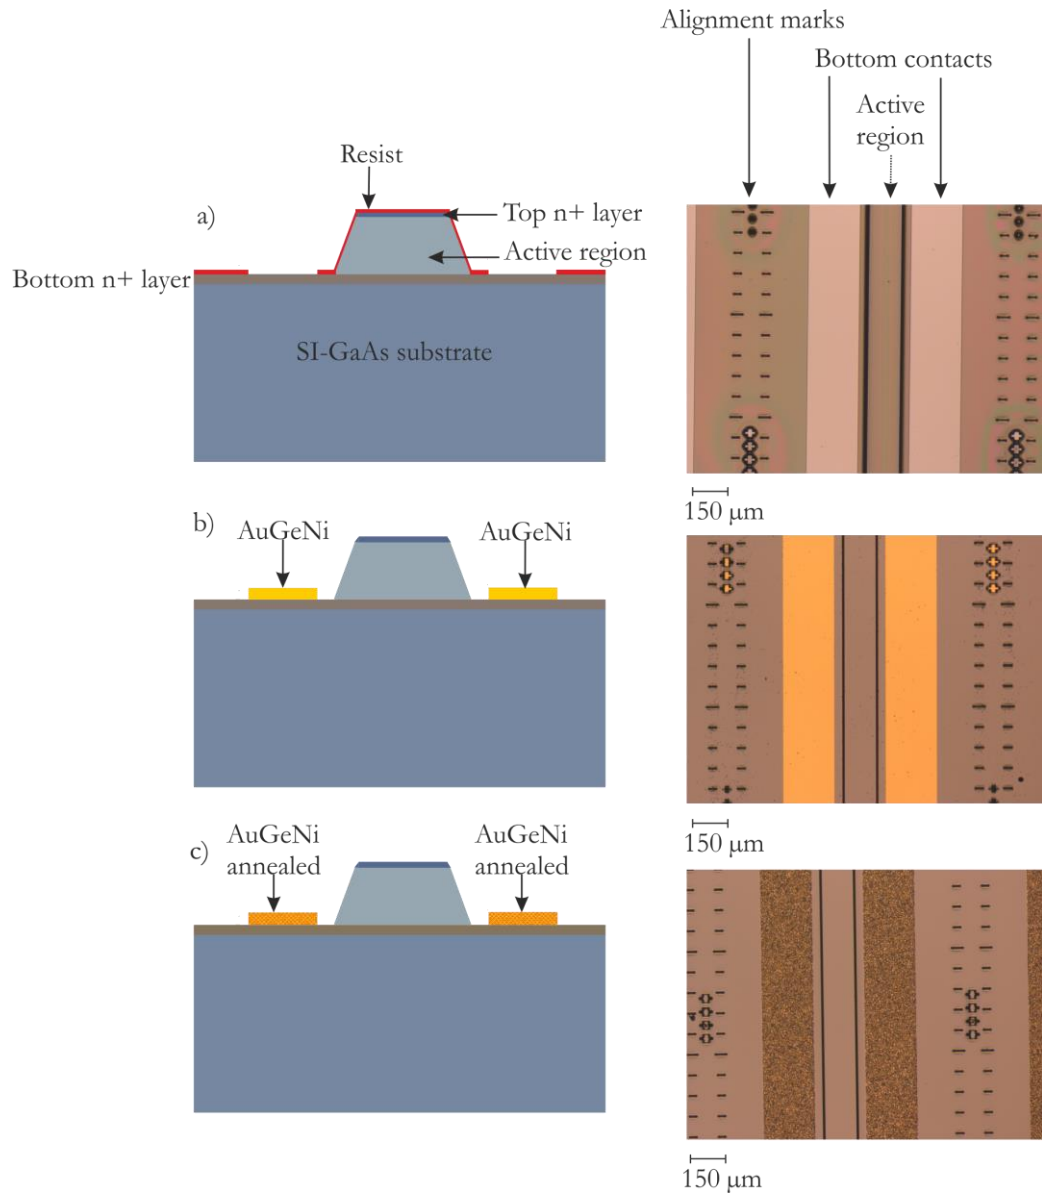 Alignment marks
Bottom contacts
Active
region
Resist
a)
Top n+ layer
Active region
Bottom n+ layer
SI-GaAs substrate
150 µm
b)
AuGeNi
AuGeNi
150 µm
c)
AuGeNi
annealed
AuGeNi
annealed
150 µm